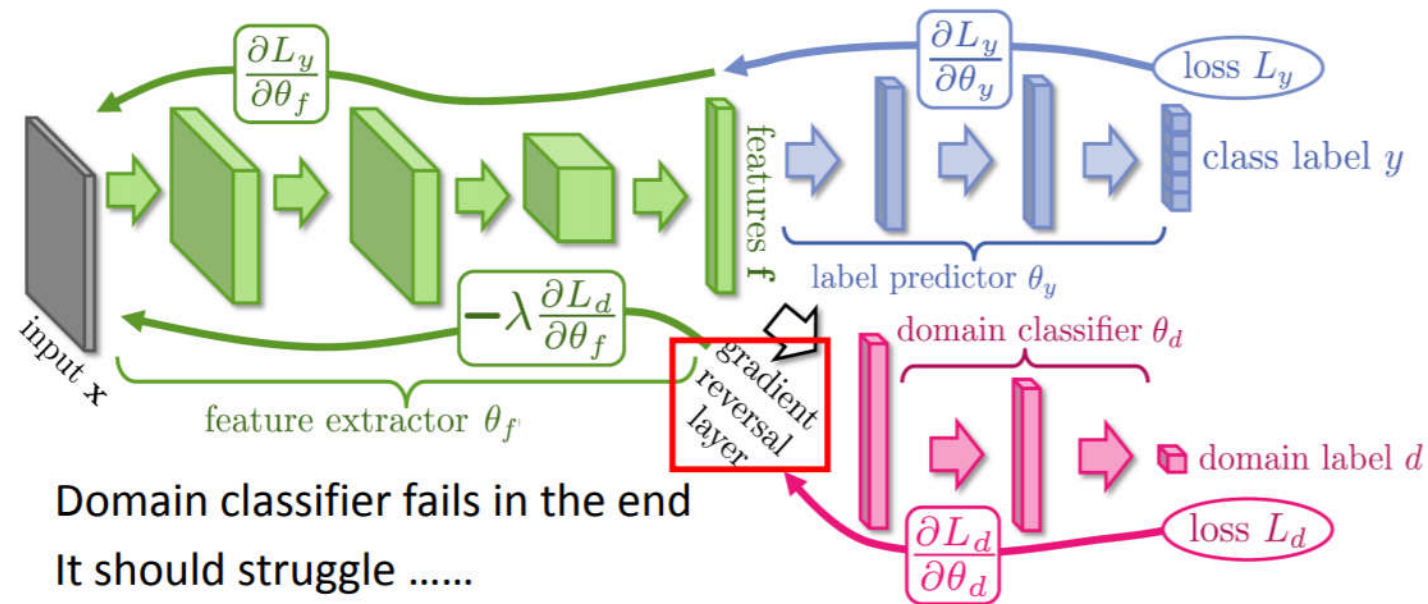 ∂L_y/∂θ_f
∂L_y/∂θ_y
loss L_y
features f
class label y
label predictor θ_y
input x
−λ ∂L_d/∂θ_f
feature extractor θ_f
gradient
reversal
layer
domain classifier θ_d
domain label d
∂L_d/∂θ_d
loss L_d
Domain classifier fails in the end
It should struggle ……